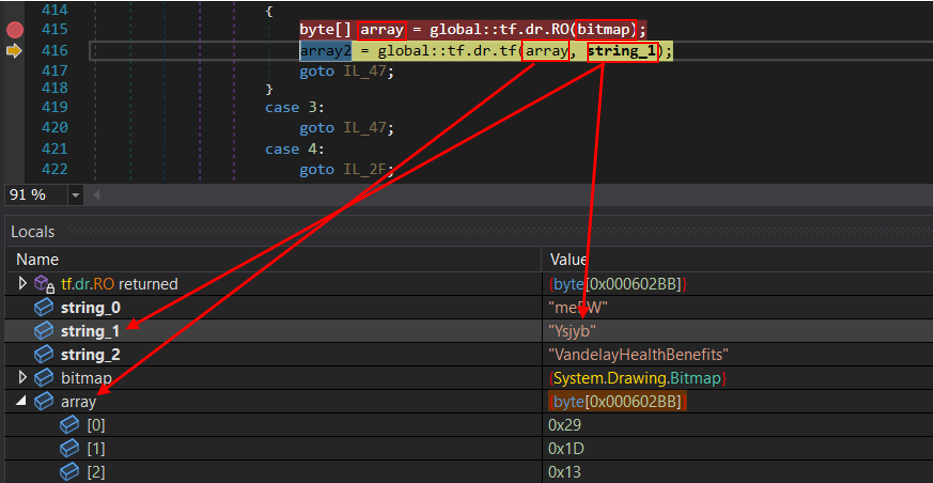 414 {
415 byte[] array = global::tf.dr.RO(bitmap);
416 array2 = global::tf.dr.tf(array, string_1);
417 goto IL_47;
418 }
419 case 3:
420 goto IL_47;
421 case 4:
422 goto IL_2F;
91 %
Locals
Name Value
tf.dr.RO returned {byte[0x000602BB]}
string_0
string_1 "Ysjyb"
string_2 "VandelayHealthBenefits"
bitmap {System.Drawing.Bitmap}
array {byte[0x000602BB]}
[0] 0x29
[1] 0x1D
[2] 0x13